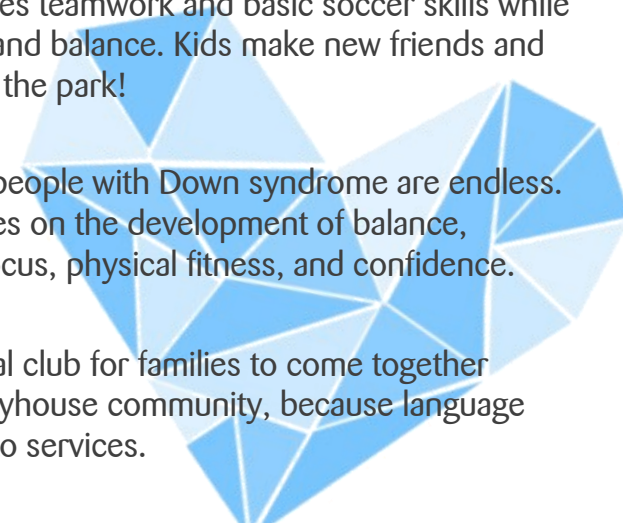 es teamwork and basic soccer skills while
and balance. Kids make new friends and
the park!
people with Down syndrome are endless.
es on the development of balance,
cus, physical fitness, and confidence.
al club for families to come together
yhouse community, because language
o services.